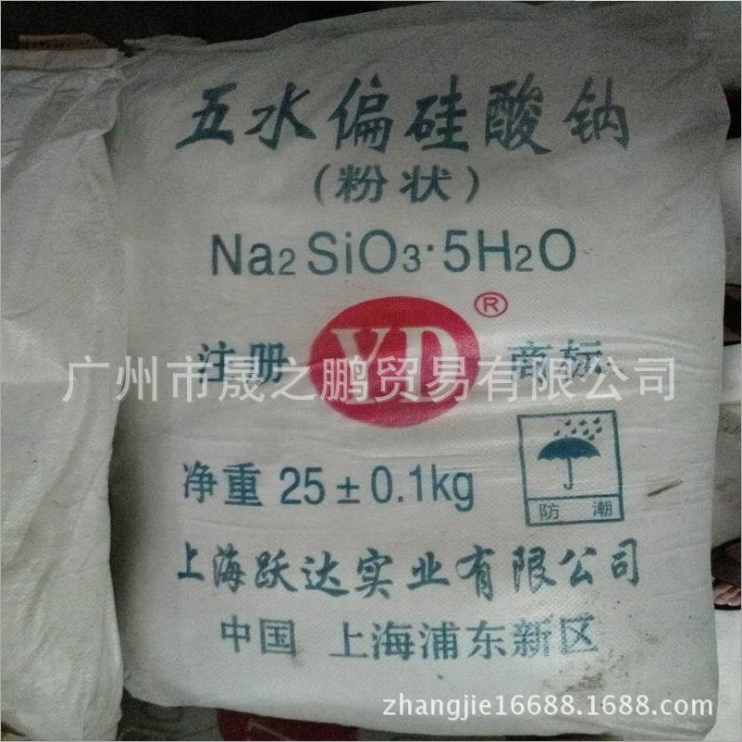 五水偏硅酸钠
(粉状)
Na2SiO3·5H2O
注册 YD® 商标
广州市晟之鹏贸易有限公司
净重 25±0.1kg
防潮
上海跃达实业有限公司
中国 上海浦东新区
zhangjie16688.1688.com